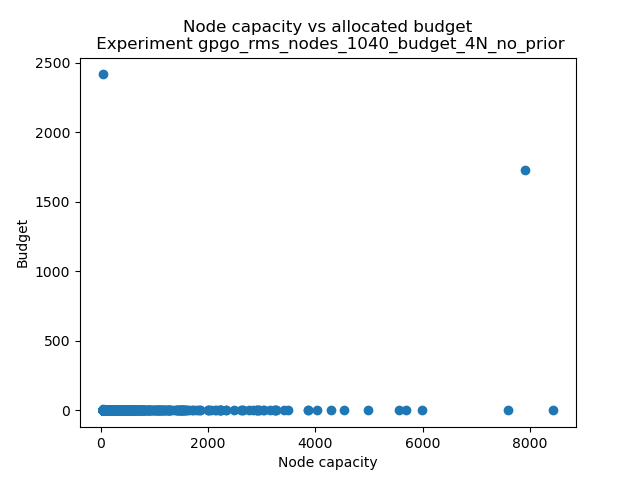 Node capacity vs allocated budget
Experiment gpgo_rms_nodes_1040_budget_4N_no_prior
2500
2000
1500
1000
500
0
Budget
0 2000 4000 6000 8000
Node capacity